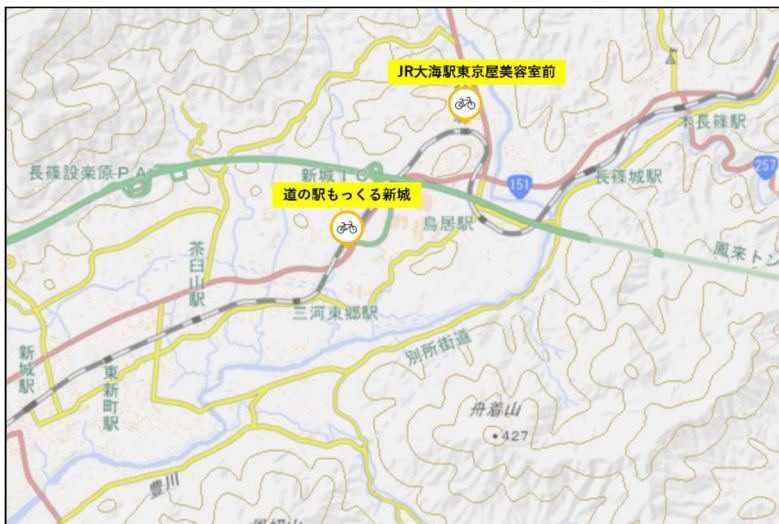 JR大海駅東京屋美容室前
本長篠駅
長篠設楽原PA
新城IC
長篠城駅
257
151
道の駅もっくる新城
鳥居駅
鳳来トン
茶臼山駅
三河東郷駅
別所街道
新城駅
東新町駅
舟着山
427
豊川